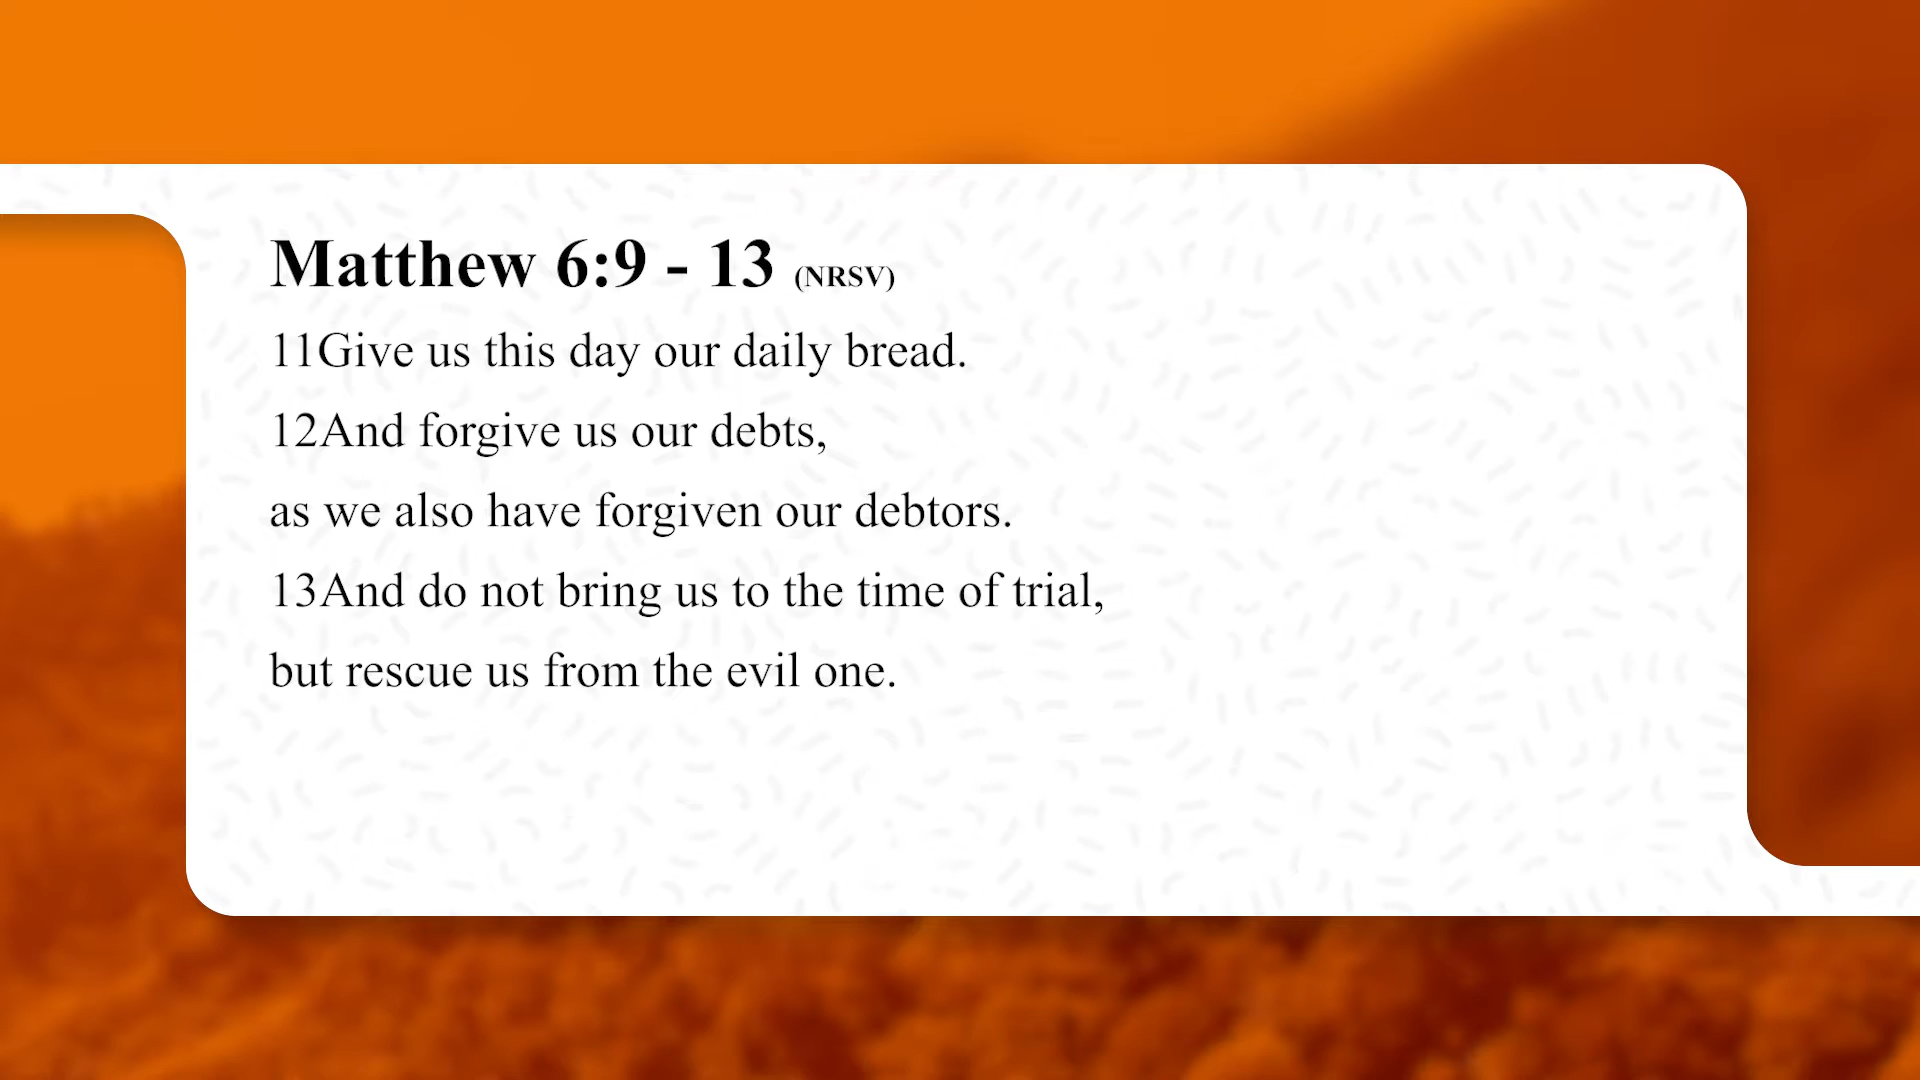 Matthew 6:9 - 13 (NRSV)
11Give us this day our daily bread.
12And forgive us our debts,
as we also have forgiven our debtors.
13And do not bring us to the time of trial,
but rescue us from the evil one.